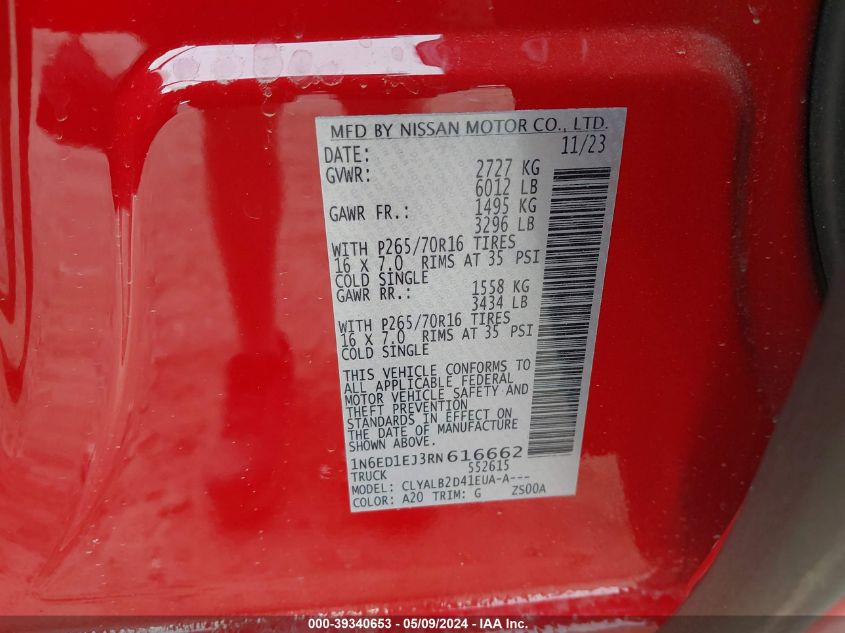 MFD BY NISSAN MOTOR CO., LTD.
DATE: 11/23
GVWR: 2727 KG
6012 LB
GAWR FR.: 1495 KG
3296 LB
WITH P265/70R16 TIRES
16 X 7.0 RIMS AT 35 PSI
COLD SINGLE
GAWR RR.: 1558 KG
3434 LB
WITH P265/70R16 TIRES
16 X 7.0 RIMS AT 35 PSI
COLD SINGLE
THIS VEHICLE CONFORMS TO
ALL APPLICABLE FEDERAL
MOTOR VEHICLE SAFETY AND
THEFT PREVENTION
STANDARDS IN EFFECT ON
THE DATE OF MANUFACTURE
SHOWN ABOVE.
1N6ED1EJ3RN616662
TRUCK 552615
MODEL: CLYALB2D41EUA-A---
COLOR: A20 TRIM: G ZS00A
000-39340653 - 05/09/2024 - IAA Inc.